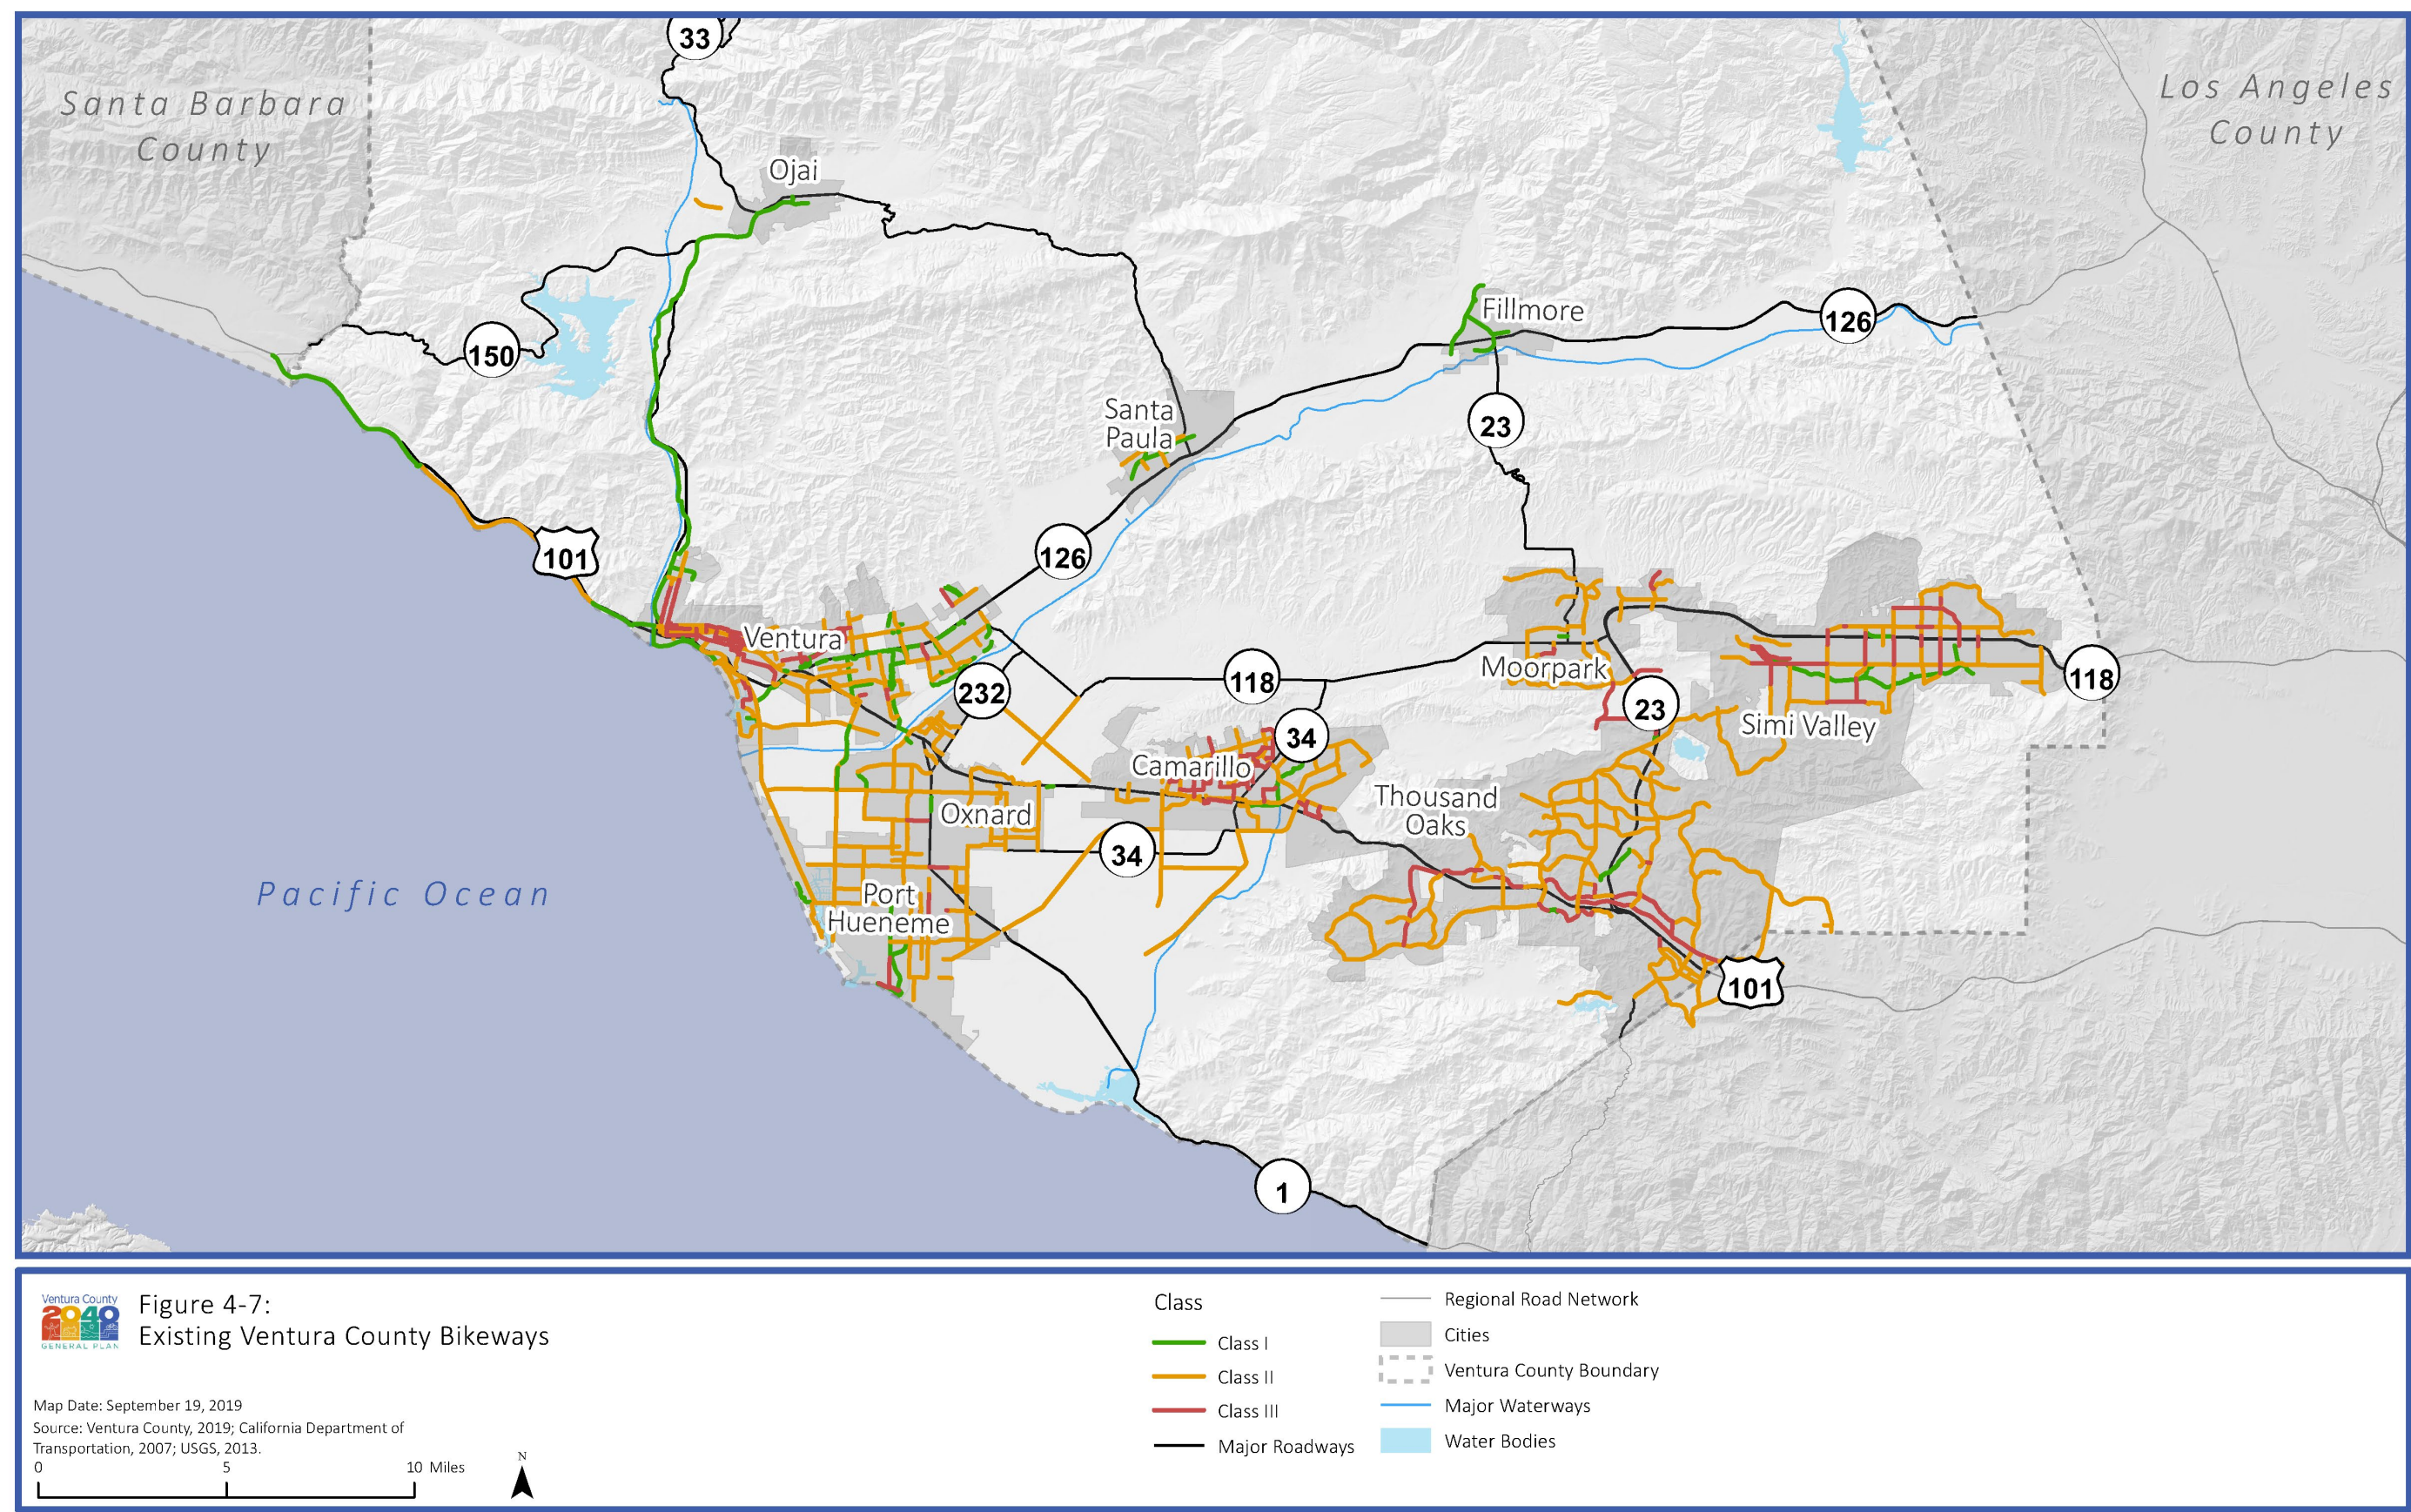 33
Santa Barbara
County
Los Angeles
County
Ojai
Fillmore
126
150
23
Santa
Paula
101
126
Ventura
232
118
Moorpark
23
118
34
Simi Valley
Camarillo
Thousand
Oaks
Oxnard
34
Pacific Ocean
Port
Hueneme
101
1
Ventura County
2040
GENERAL PLAN
Figure 4-7:
Existing Ventura County Bikeways
Map Date: September 19, 2019
Source: Ventura County, 2019; California Department of
Transportation, 2007; USGS, 2013.
0 5 10 Miles
N
Class
Class I
Class II
Class III
Major Roadways
Regional Road Network
Cities
Ventura County Boundary
Major Waterways
Water Bodies